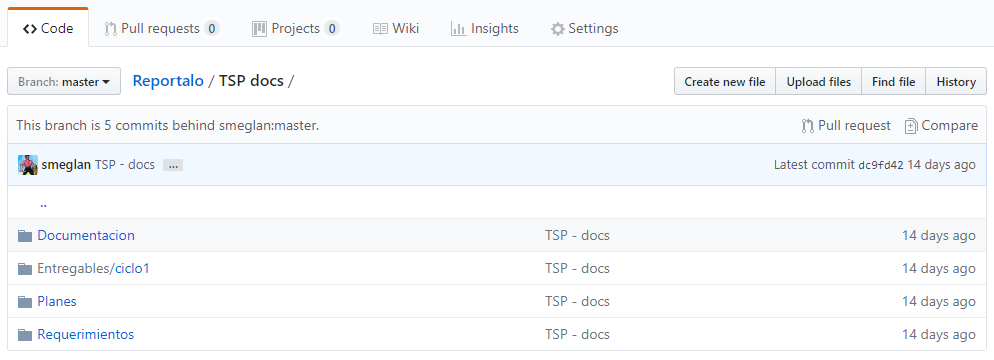 Code Pull requests 0 Projects 0 Wiki Insights Settings
Branch: master Reportalo / TSP docs / Create new file Upload files Find file History
This branch is 5 commits behind smeglan:master. Pull request Compare
smeglan TSP - docs ... Latest commit dc9fd42 14 days ago
..
Documentacion TSP - docs 14 days ago
Entregables/ciclo1 TSP - docs 14 days ago
Planes TSP - docs 14 days ago
Requerimientos TSP - docs 14 days ago